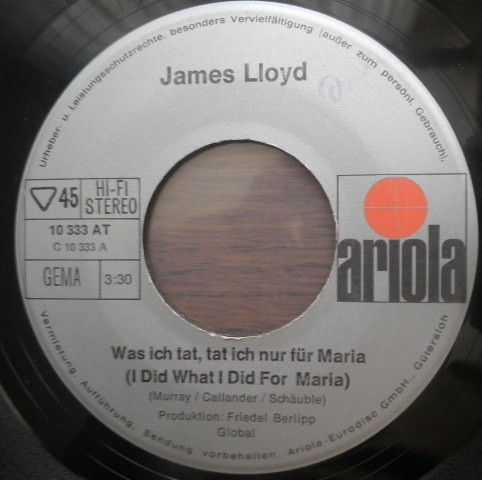 Urheber- u. Leistungsschutzrechte, besonders Vervielfältigung (außer zum persönl. Gebrauch),
James Lloyd
45
HI-FI
STEREO
10 333 AT
C 10 333 A
GEMA
3:30
ariola
Was ich tat, tat ich nur für Maria
(I Did What I Did For Maria)
(Murray / Callander / Schäuble)
Produktion: Friedel Berlipp
Global
Vermietung, Aufführung, Sendung vorbehalten. Ariola-Eurodisc GmbH., Gütersloh